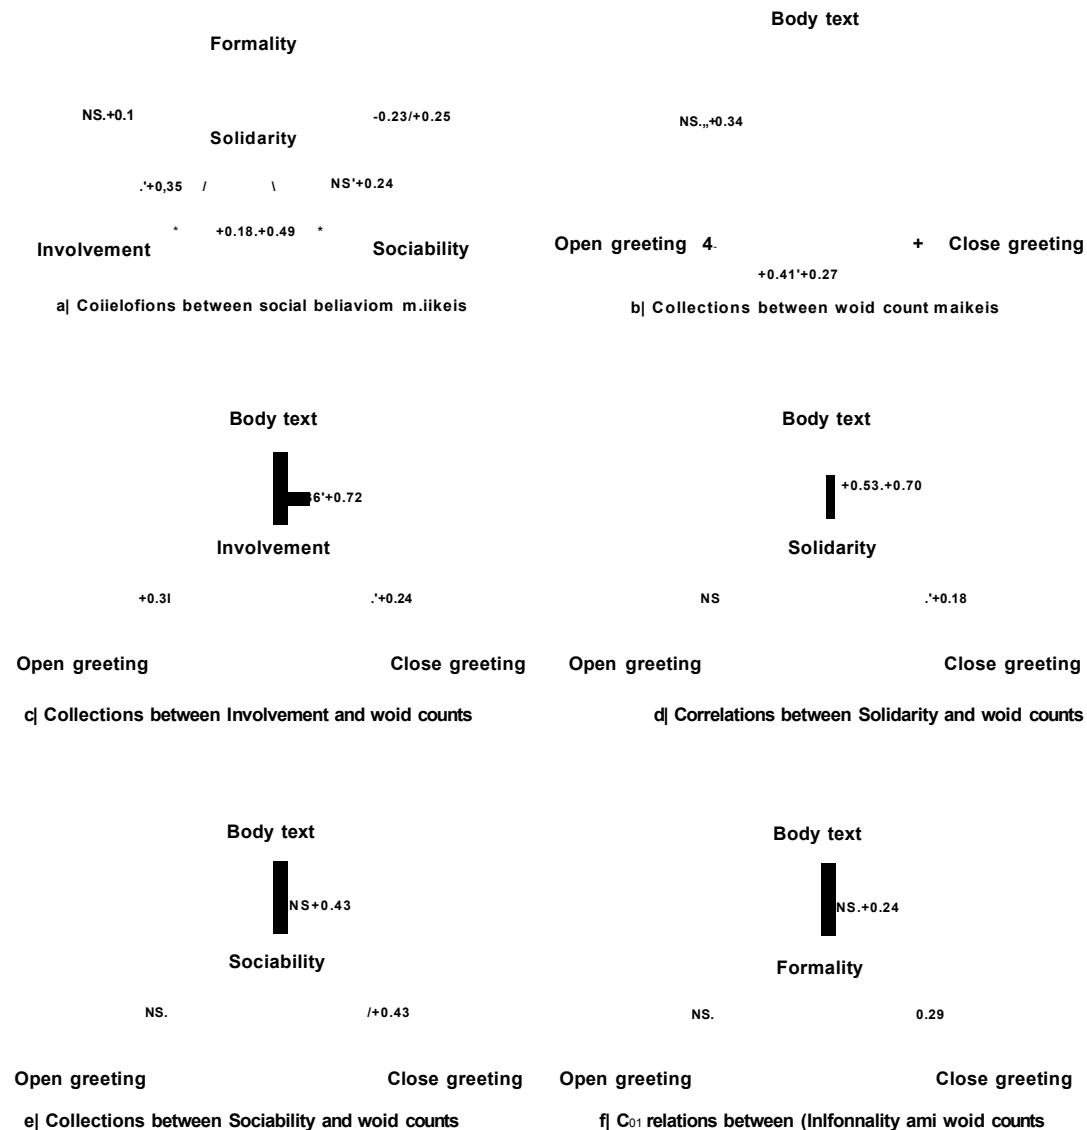 Formality
NS.+0.1
-0.23/+0.25
Solidarity
.'+0,35 / \ NS'+0.24
* +0.18.+0.49 *
Involvement Sociability
a| Coiielofions between social beliaviom m.iikeis
Body text
NS.,,+0.34
Open greeting 4- + Close greeting
+0.41'+0.27
b| Collections between woid count maikeis
Body text
6'+0.72
Involvement
+0.3I .'+0.24
Open greeting Close greeting
c| Collections between Involvement and woid counts
Body text
+0.53.+0.70
Solidarity
NS .'+0.18
Open greeting Close greeting
d| Correlations between Solidarity and woid counts
Body text
NS+0.43
Sociability
NS. /+0.43
Open greeting Close greeting
e| Collections between Sociability and woid counts
Body text
NS.+0.24
Formality
NS. 0.29
Open greeting Close greeting
f| C01 relations between (Inlfonnality ami woid counts